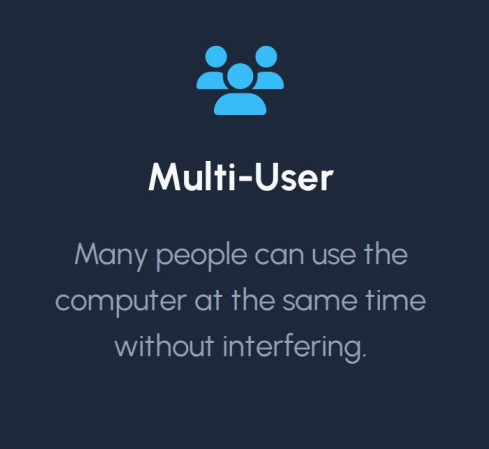 Multi-User
Many people can use the
computer at the same time
without interfering.